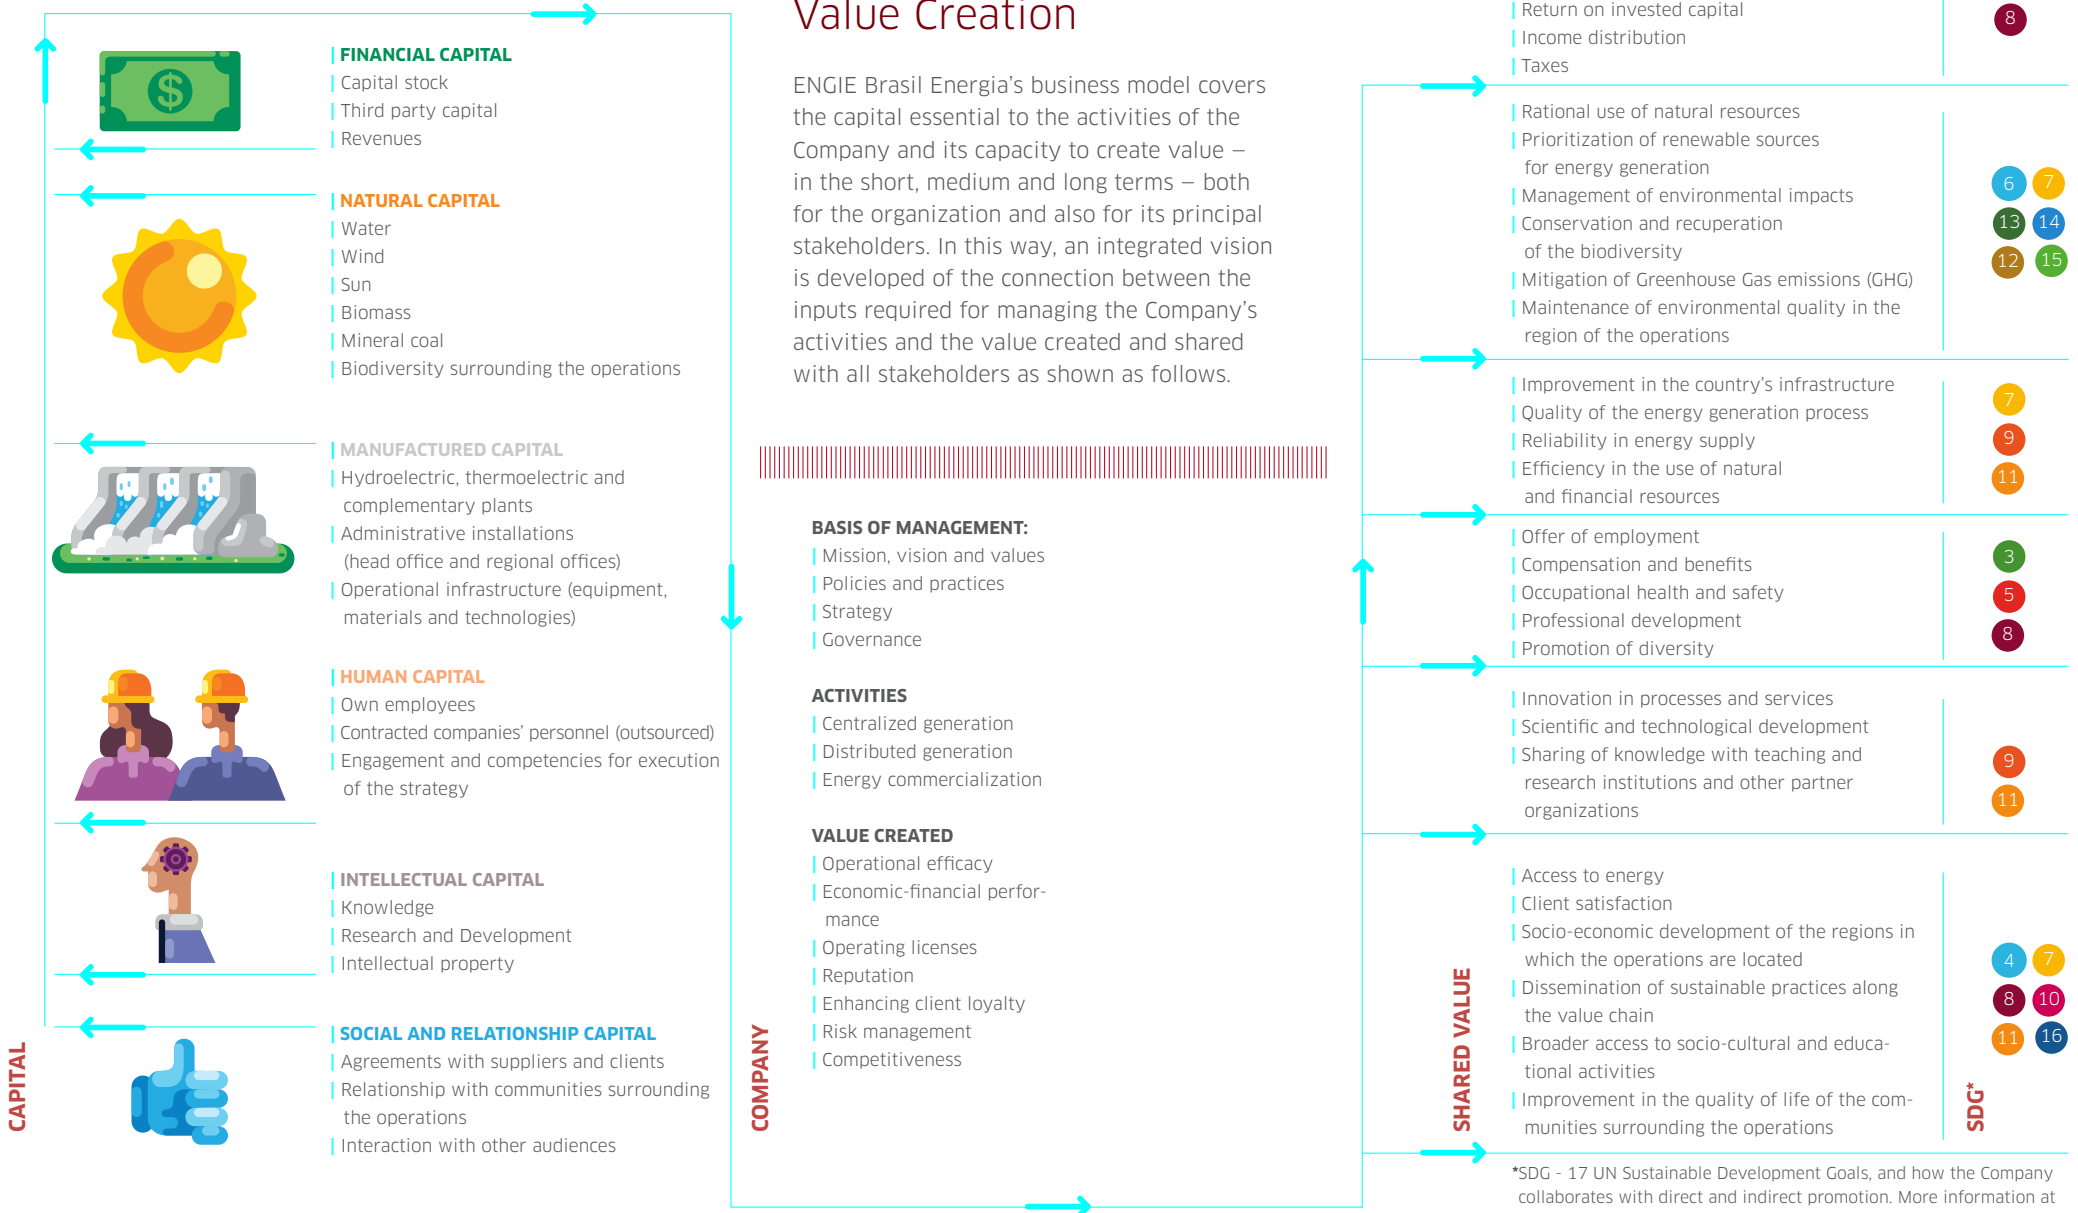 FINANCIAL CAPITAL
Capital stock
Third party capital
Revenues
NATURAL CAPITAL
Water
Wind
Sun
Biomass
Mineral coal
Biodiversity surrounding the operations
MANUFACTURED CAPITAL
Hydroelectric, thermoelectric and
complementary plants
Administrative installations
(head office and regional offices)
Operational infrastructure (equipment,
materials and technologies)
HUMAN CAPITAL
Own employees
Contracted companies' personnel (outsourced)
Engagement and competencies for execution
of the strategy
INTELLECTUAL CAPITAL
Knowledge
Research and Development
Intellectual property
SOCIAL AND RELATIONSHIP CAPITAL
Agreements with suppliers and clients
Relationship with communities surrounding
the operations
Interaction with other audiences
CAPITAL
Value Creation
ENGIE Brasil Energia's business model covers
the capital essential to the activities of the
Company and its capacity to create value –
in the short, medium and long terms – both
for the organization and also for its principal
stakeholders. In this way, an integrated vision
is developed of the connection between the
inputs required for managing the Company's
activities and the value created and shared
with all stakeholders as shown as follows.
BASIS OF MANAGEMENT:
Mission, vision and values
Policies and practices
Strategy
Governance
ACTIVITIES
Centralized generation
Distributed generation
Energy commercialization
VALUE CREATED
Operational efficacy
Economic-financial perfor-
mance
Operating licenses
Reputation
Enhancing client loyalty
Risk management
Competitiveness
COMPANY
Return on invested capital
Income distribution
Taxes
8
Rational use of natural resources
Prioritization of renewable sources
for energy generation
Management of environmental impacts
Conservation and recuperation
of the biodiversity
Mitigation of Greenhouse Gas emissions (GHG)
Maintenance of environmental quality in the
region of the operations
6 7
13 14
12 15
Improvement in the country's infrastructure
Quality of the energy generation process
Reliability in energy supply
Efficiency in the use of natural
and financial resources
7
9
11
Offer of employment
Compensation and benefits
Occupational health and safety
Professional development
Promotion of diversity
3
5
8
Innovation in processes and services
Scientific and technological development
Sharing of knowledge with teaching and
research institutions and other partner
organizations
9
11
Access to energy
Client satisfaction
Socio-economic development of the regions in
which the operations are located
Dissemination of sustainable practices along
the value chain
Broader access to socio-cultural and educa-
tional activities
Improvement in the quality of life of the com-
munities surrounding the operations
4 7
8 10
11 16
SHARED VALUE
SDG*
*SDG - 17 UN Sustainable Development Goals, and how the Company
collaborates with direct and indirect promotion. More information at